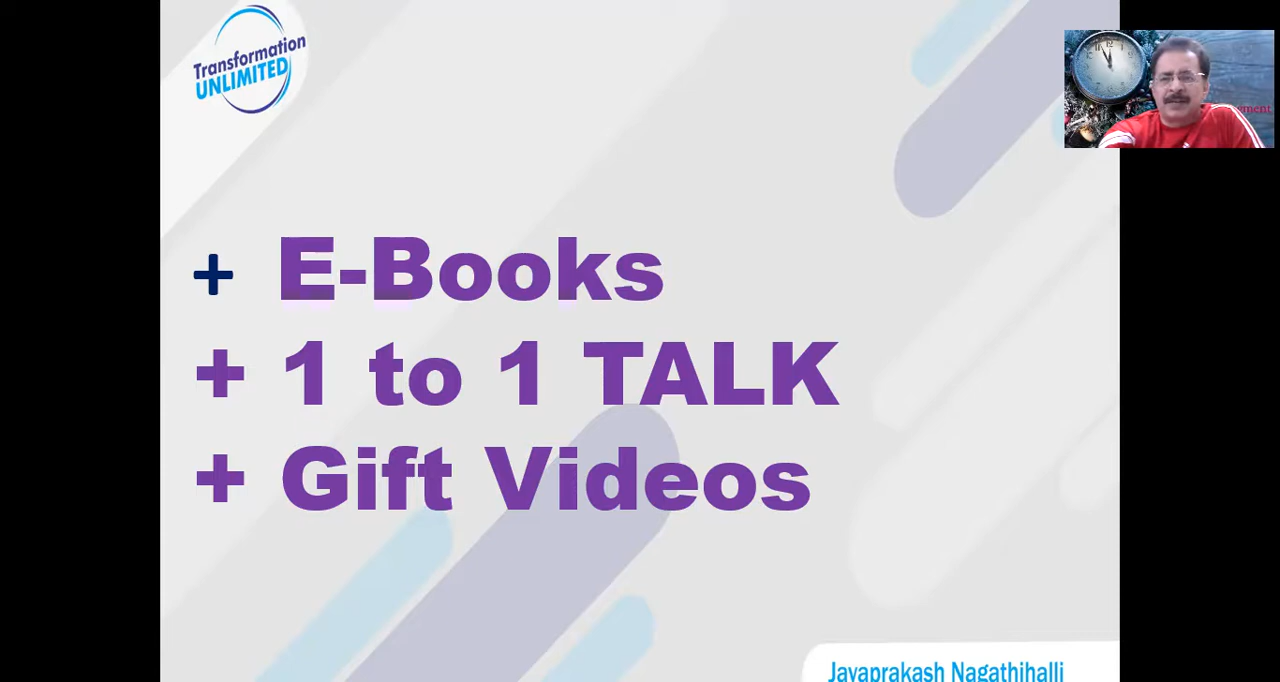 Transformation
UNLIMITED
+ E-Books
+ 1 to 1 TALK
+ Gift Videos
Jayaprakash Nagathihalli